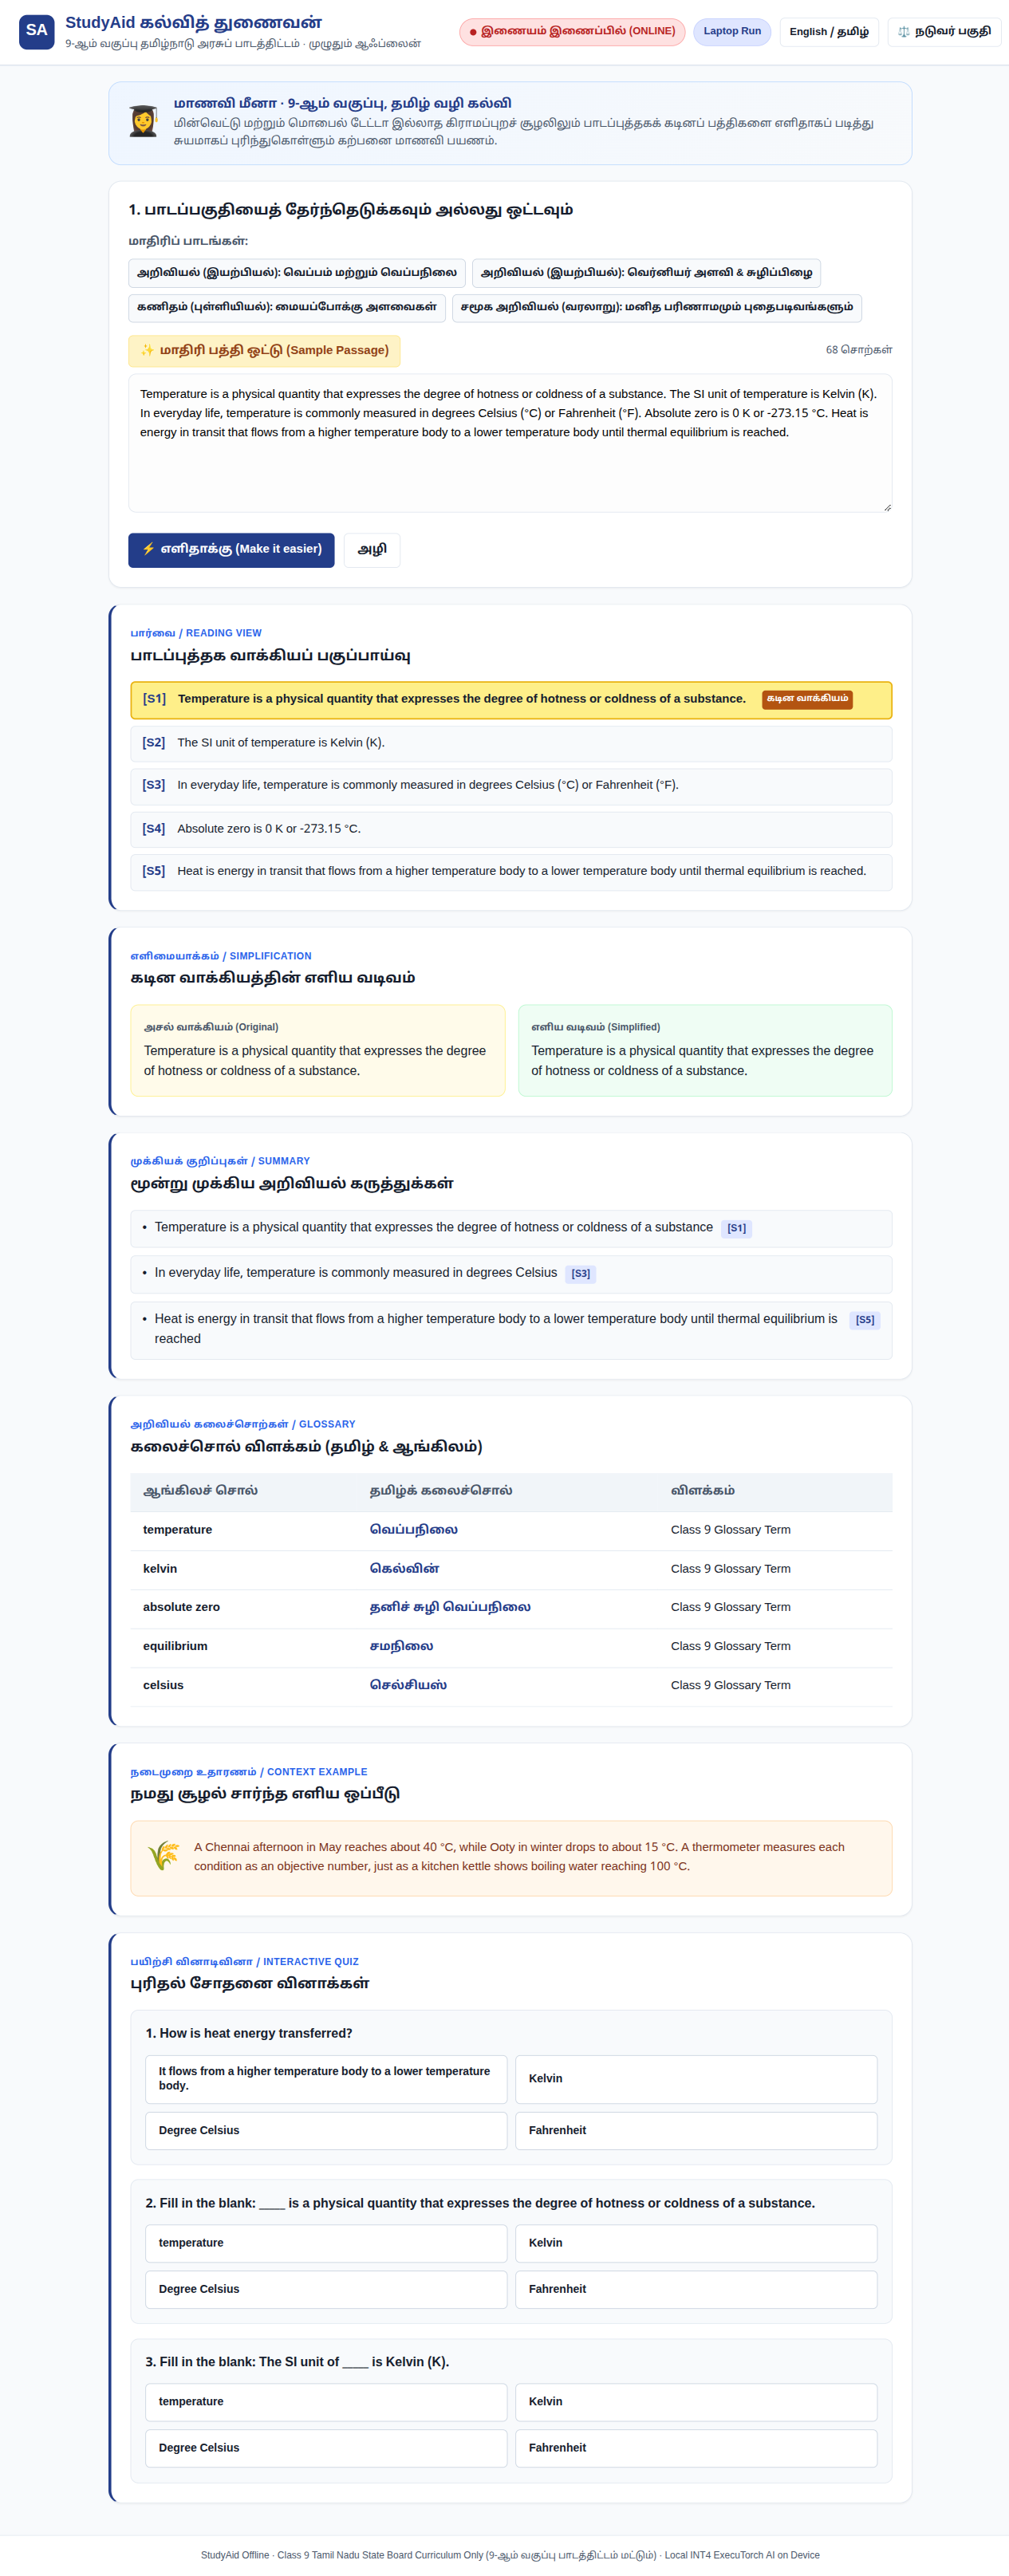 SA
StudyAid கல்வித் துணைவன்
9-ஆம் வகுப்பு தமிழ்நாடு அரசுப் பாடத்திட்டம் · முழுதும் ஆஃப்லைன்
● இணையம் இணைப்பில் (ONLINE)
Laptop Run
English / தமிழ்
⚖️ நடுவர் பகுதி
மாணவி மீனா · 9-ஆம் வகுப்பு, தமிழ் வழி கல்வி
மின்வெட்டு மற்றும் மொபைல் டேட்டா இல்லாத கிராமப்புறச் சூழலிலும் பாடப்புத்தகக் கடினப் பத்திகளை எளிதாகப் படித்து
சுயமாகப் புரிந்துகொள்ளும் கற்பனை மாணவி பயணம்.
1. பாடப்பகுதியைத் தேர்ந்தெடுக்கவும் அல்லது ஒட்டவும்
மாதிரிப் பாடங்கள்:
அறிவியல் (இயற்பியல்): வெப்பம் மற்றும் வெப்பநிலை
அறிவியல் (இயற்பியல்): வெர்னியர் அளவி & சுழிப்பிழை
கணிதம் (புள்ளியியல்): மையப்போக்கு அளவைகள்
சமூக அறிவியல் (வரலாறு): மனித பரிணாமமும் புதைபடிவங்களும்
✨ மாதிரி பத்தி ஒட்டு (Sample Passage)
68 சொற்கள்
Temperature is a physical quantity that expresses the degree of hotness or coldness of a substance. The SI unit of temperature is Kelvin (K).
In everyday life, temperature is commonly measured in degrees Celsius (°C) or Fahrenheit (°F). Absolute zero is 0 K or -273.15 °C. Heat is
energy in transit that flows from a higher temperature body to a lower temperature body until thermal equilibrium is reached.
⚡ எளிதாக்கு (Make it easier)
அழி
பார்வை / READING VIEW
பாடப்புத்தக வாக்கியப் பகுப்பாய்வு
[S1] Temperature is a physical quantity that expresses the degree of hotness or coldness of a substance. கடின வாக்கியம்
[S2] The SI unit of temperature is Kelvin (K).
[S3] In everyday life, temperature is commonly measured in degrees Celsius (°C) or Fahrenheit (°F).
[S4] Absolute zero is 0 K or -273.15 °C.
[S5] Heat is energy in transit that flows from a higher temperature body to a lower temperature body until thermal equilibrium is reached.
எளிமையாக்கம் / SIMPLIFICATION
கடின வாக்கியத்தின் எளிய வடிவம்
அசல் வாக்கியம் (Original)
Temperature is a physical quantity that expresses the degree
of hotness or coldness of a substance.
எளிய வடிவம் (Simplified)
Temperature is a physical quantity that expresses the degree
of hotness or coldness of a substance.
முக்கியக் குறிப்புகள் / SUMMARY
மூன்று முக்கிய அறிவியல் கருத்துக்கள்
• Temperature is a physical quantity that expresses the degree of hotness or coldness of a substance [S1]
• In everyday life, temperature is commonly measured in degrees Celsius [S3]
• Heat is energy in transit that flows from a higher temperature body to a lower temperature body until thermal equilibrium is [S5]
reached
அறிவியல் கலைச்சொற்கள் / GLOSSARY
கலைச்சொல் விளக்கம் (தமிழ் & ஆங்கிலம்)
ஆங்கிலச் சொல் தமிழ்க் கலைச்சொல் விளக்கம்
temperature வெப்பநிலை Class 9 Glossary Term
kelvin கெல்வின் Class 9 Glossary Term
absolute zero தனிச் சுழி வெப்பநிலை Class 9 Glossary Term
equilibrium சமநிலை Class 9 Glossary Term
celsius செல்சியஸ் Class 9 Glossary Term
நடைமுறை உதாரணம் / CONTEXT EXAMPLE
நமது சூழல் சார்ந்த எளிய ஒப்பீடு
A Chennai afternoon in May reaches about 40 °C, while Ooty in winter drops to about 15 °C. A thermometer measures each
condition as an objective number, just as a kitchen kettle shows boiling water reaching 100 °C.
பயிற்சி வினாடிவினா / INTERACTIVE QUIZ
புரிதல் சோதனை வினாக்கள்
1. How is heat energy transferred?
It flows from a higher temperature body to a lower temperature
body.
Kelvin
Degree Celsius
Fahrenheit
2. Fill in the blank: ____ is a physical quantity that expresses the degree of hotness or coldness of a substance.
temperature
Kelvin
Degree Celsius
Fahrenheit
3. Fill in the blank: The SI unit of ____ is Kelvin (K).
temperature
Kelvin
Degree Celsius
Fahrenheit
StudyAid Offline · Class 9 Tamil Nadu State Board Curriculum Only (9-ஆம் வகுப்பு பாடத்திட்டம் மட்டும்) · Local INT4 ExecuTorch AI on Device